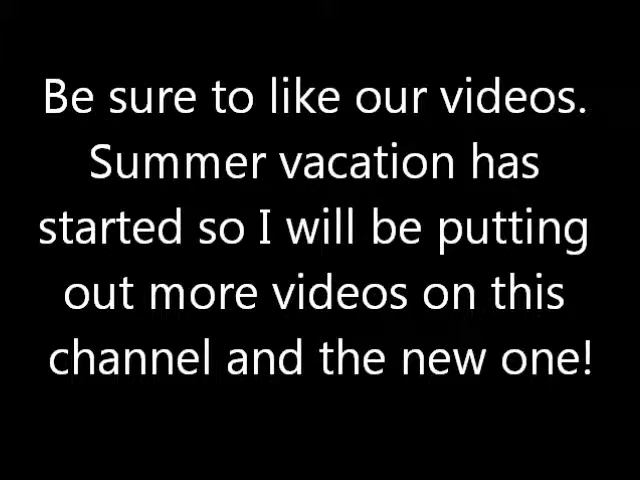 Be sure to like our videos.
Summer vacation has
started so I will be putting
out more videos on this
channel and the new one!